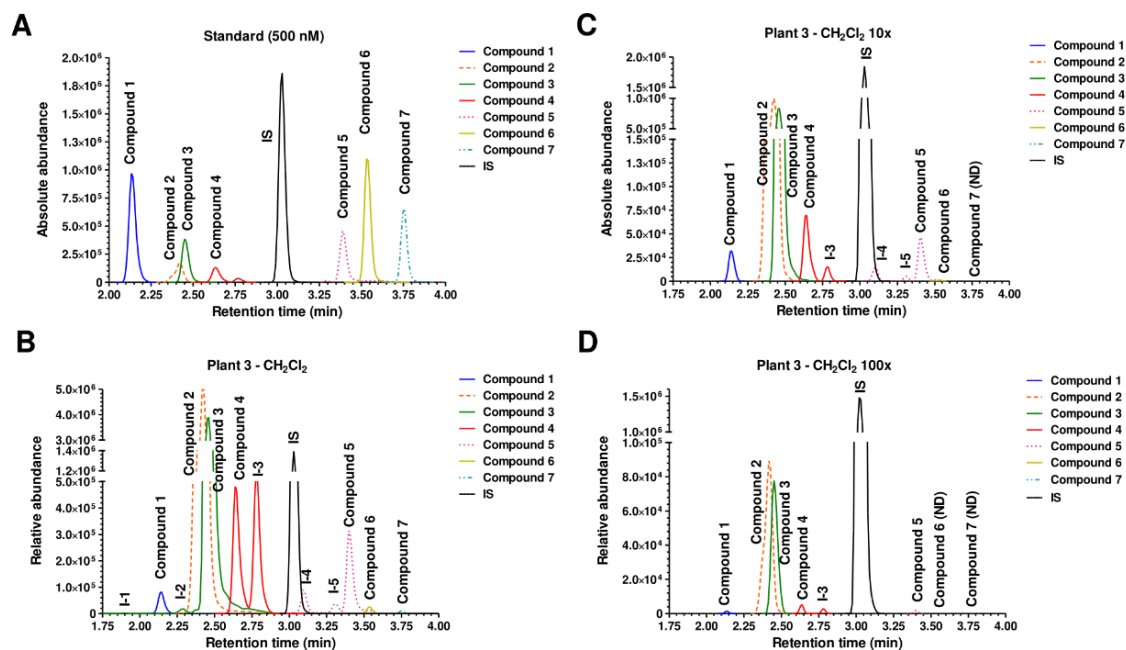 A
Standard (500 nM)
Absolute abundance
2.0×10⁶
1.8×10⁶
1.5×10⁶
1.3×10⁶
1.0×10⁶
7.5×10⁵
5.0×10⁵
2.5×10⁵
0
Compound 1
Compound 2
Compound 3
Compound 4
IS
Compound 5
Compound 6
Compound 7
2.00 2.25 2.50 2.75 3.00 3.25 3.50 3.75 4.00
Retention time (min)
Compound 1
Compound 2
Compound 3
Compound 4
Compound 5
Compound 6
Compound 7
IS
C
Plant 3 - CH₂Cl₂ 10x
Absolute abundance
2.0×10⁶
1.5×10⁶
1.0×10⁶
5.0×10⁵
1.5×10⁵
1.3×10⁵
1.0×10⁵
7.5×10⁴
5.0×10⁴
2.5×10⁴
0
Compound 1
Compound 2
Compound 3
Compound 4
I-3
IS
I-4
I-5
Compound 5
Compound 6
Compound 7 (ND)
1.75 2.00 2.25 2.50 2.75 3.00 3.25 3.50 3.75 4.00
Retention time (min)
Compound 1
Compound 2
Compound 3
Compound 4
Compound 5
Compound 6
Compound 7
IS
B
Plant 3 - CH₂Cl₂
Relative abundance
5.0×10⁶
4.0×10⁶
3.0×10⁶
1.4×10⁶
1.2×10⁶
5.0×10⁵
4.0×10⁵
3.0×10⁵
2.0×10⁵
1.0×10⁵
0
I-1
Compound 1
I-2
Compound 2
Compound 3
Compound 4
I-3
IS
I-4
I-5
Compound 5
Compound 6
Compound 7
1.75 2.00 2.25 2.50 2.75 3.00 3.25 3.50 3.75 4.00
Retention time (min)
Compound 1
Compound 2
Compound 3
Compound 4
Compound 5
Compound 6
Compound 7
IS
D
Plant 3 - CH₂Cl₂ 100x
Relative abundance
1.5×10⁶
1.0×10⁶
1.0×10⁵
8.0×10⁴
6.0×10⁴
4.0×10⁴
2.0×10⁴
0
Compound 1
Compound 2
Compound 3
Compound 4
I-3
IS
Compound 5
Compound 6 (ND)
Compound 7 (ND)
1.75 2.00 2.25 2.50 2.75 3.00 3.25 3.50 3.75 4.00
Retention time (min)
Compound 1
Compound 2
Compound 3
Compound 4
Compound 5
Compound 6
Compound 7
IS